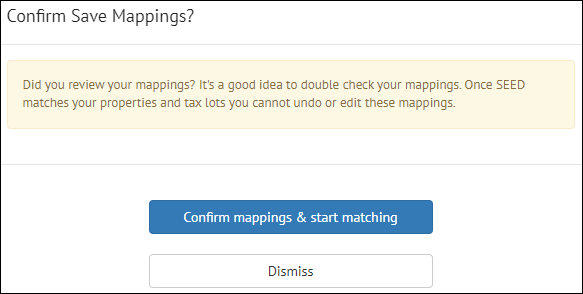 Confirm Save Mappings?
Did you review your mappings? It's a good idea to double check your mappings. Once SEED
matches your properties and tax lots you cannot undo or edit these mappings.
Confirm mappings & start matching
Dismiss